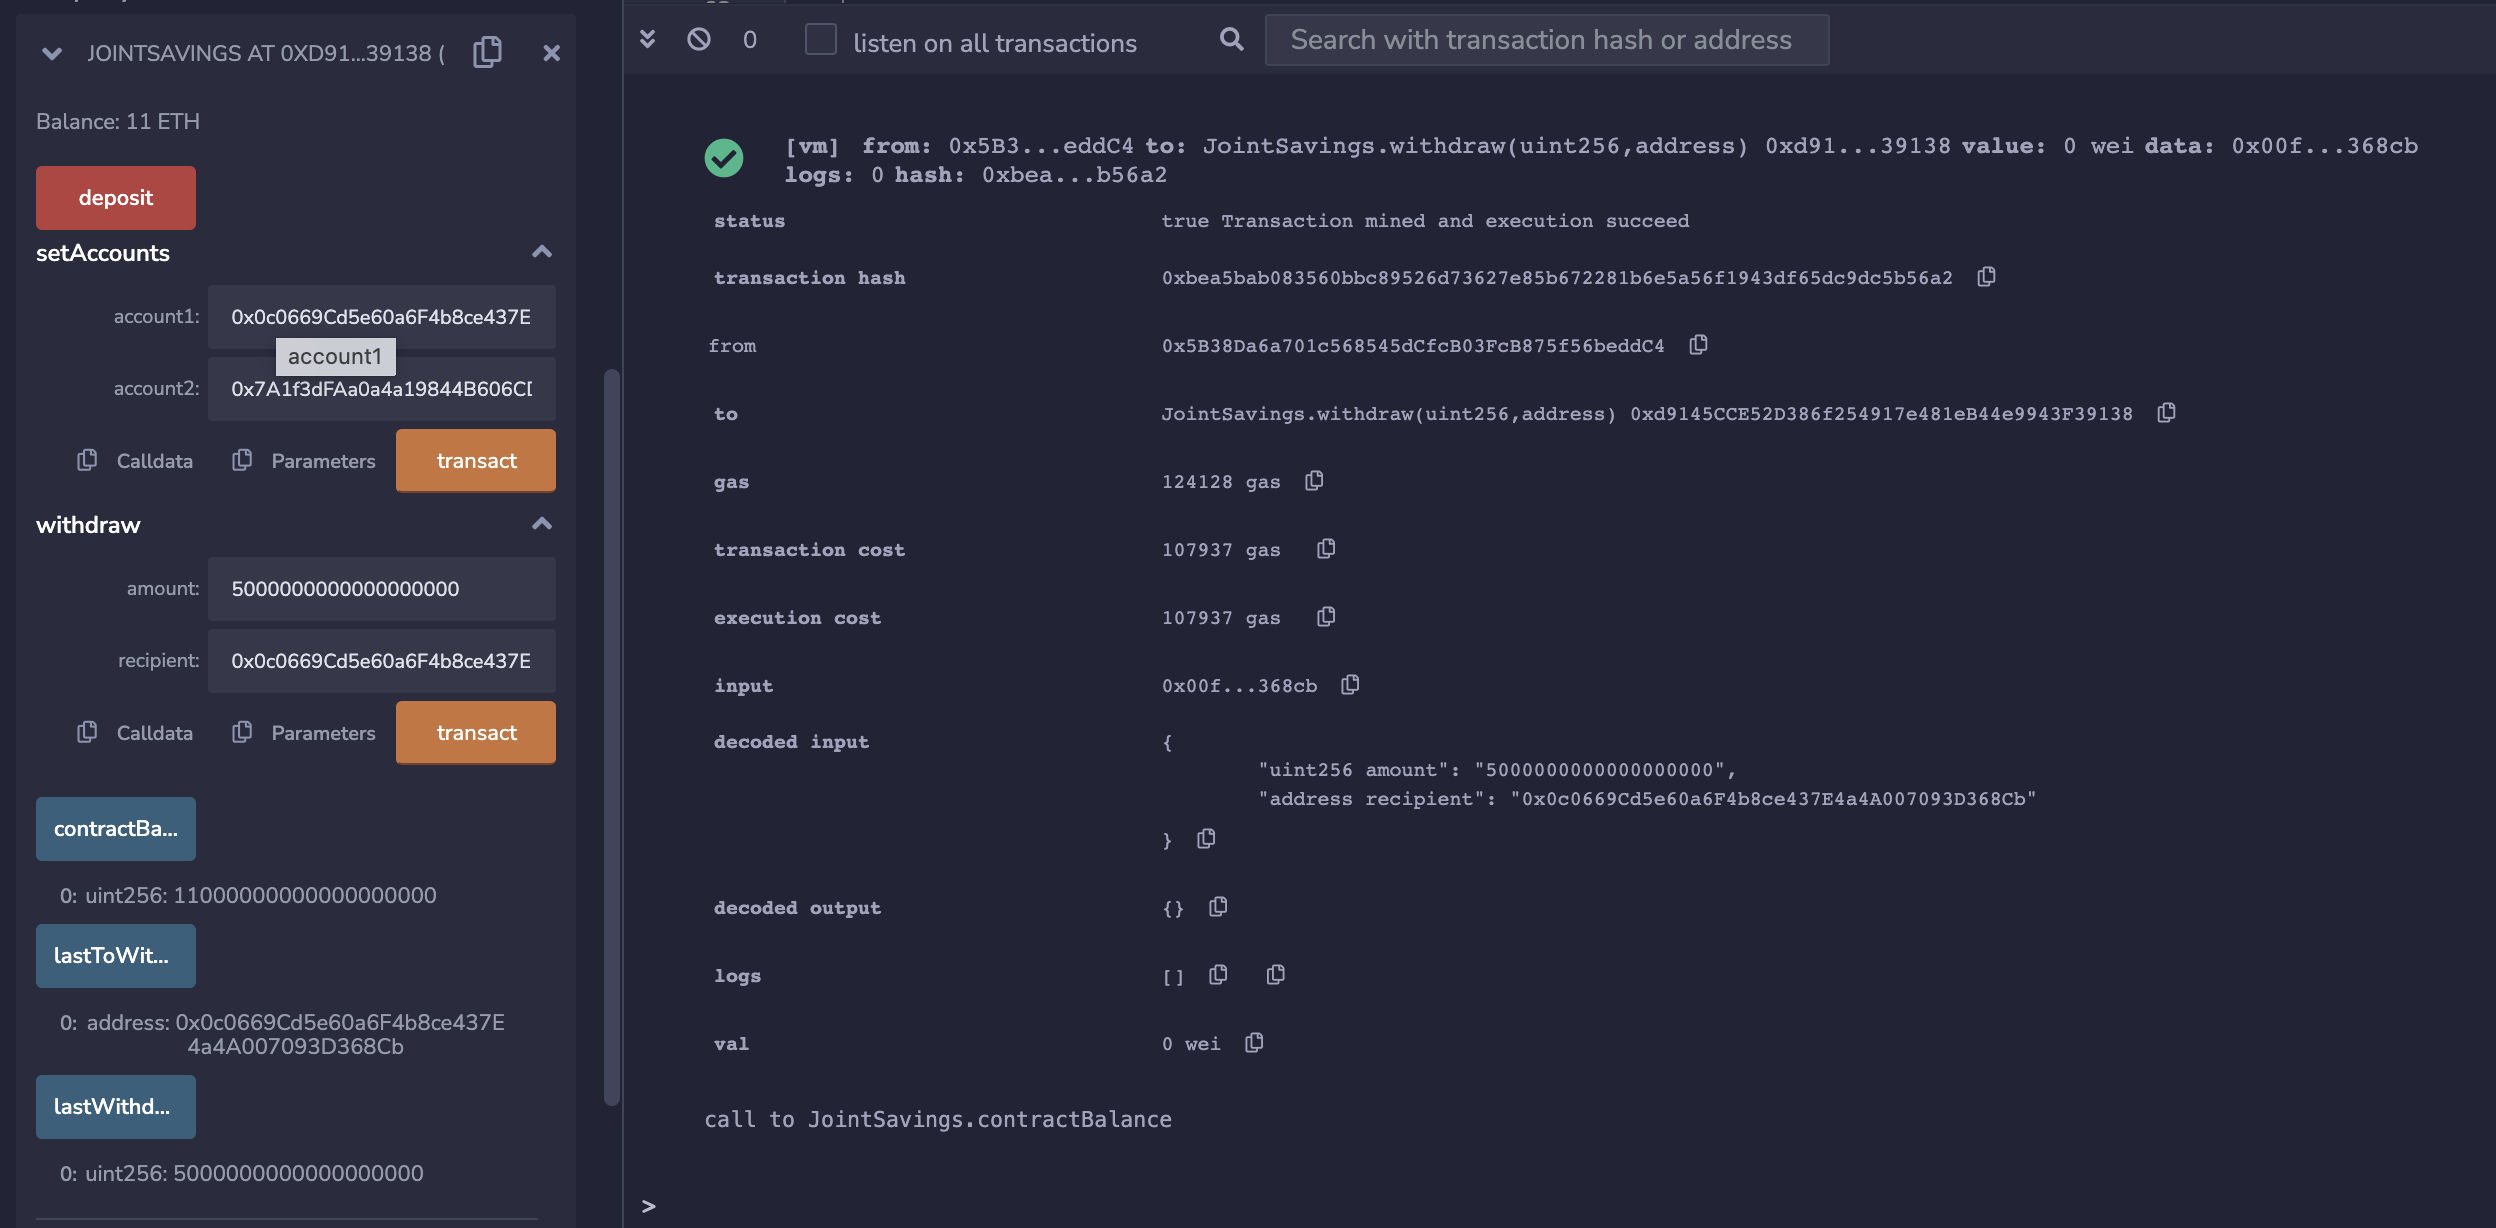 JOINTSAVINGS AT 0XD91...39138 (
Balance: 11 ETH
deposit
setAccounts
account1: 0x0c0669Cd5e60a6F4b8ce437E
account1
account2: 0x7A1f3dFAa0a4a19844B606CD
Calldata Parameters transact
withdraw
amount: 5000000000000000000
recipient: 0x0c0669Cd5e60a6F4b8ce437E
Calldata Parameters transact
contractBa...
0: uint256: 11000000000000000000
lastToWit...
0: address: 0x0c0669Cd5e60a6F4b8ce437E
4a4A007093D368Cb
lastWithd...
0: uint256: 5000000000000000000
0 listen on all transactions Search with transaction hash or address
[vm] from: 0x5B3...eddC4 to: JointSavings.withdraw(uint256,address) 0xd91...39138 value: 0 wei data: 0x00f...368cb
logs: 0 hash: 0xbea...b56a2
status true Transaction mined and execution succeed
transaction hash 0xbea5bab083560bbc89526d73627e85b672281b6e5a56f1943df65dc9dc5b56a2
from 0x5B38Da6a701c568545dCfcB03FcB875f56beddC4
to JointSavings.withdraw(uint256,address) 0xd9145CCE52D386f254917e481eB44e9943F39138
gas 124128 gas
transaction cost 107937 gas
execution cost 107937 gas
input 0x00f...368cb
decoded input {
"uint256 amount": "5000000000000000000",
"address recipient": "0x0c0669Cd5e60a6F4b8ce437E4a4A007093D368Cb"
}
decoded output {}
logs []
val 0 wei
call to JointSavings.contractBalance
>